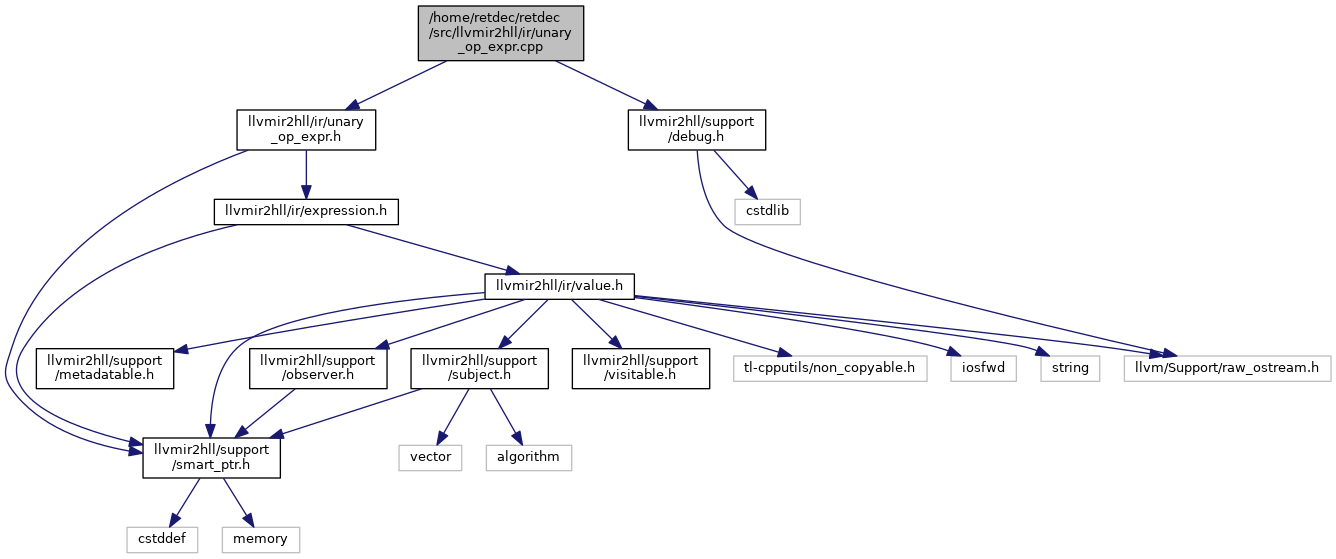 /home/retdec/retdec
/src/llvmir2hll/ir/unary
_op_expr.cpp
llvmir2hll/ir/unary
_op_expr.h
llvmir2hll/support
/debug.h
llvmir2hll/ir/expression.h
cstdlib
llvmir2hll/ir/value.h
llvmir2hll/support
/metadatable.h
llvmir2hll/support
/observer.h
llvmir2hll/support
/subject.h
llvmir2hll/support
/visitable.h
tl-cpputils/non_copyable.h
iosfwd
string
llvm/Support/raw_ostream.h
llvmir2hll/support
/smart_ptr.h
vector
algorithm
cstddef
memory